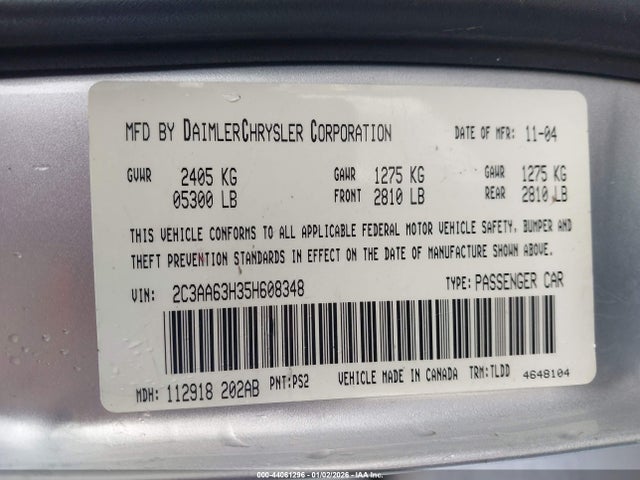 MFD BY DAIMLERCHRYSLER CORPORATION DATE OF MFR: 11-04
GVWR 2405 KG GAWR 1275 KG GAWR 1275 KG
05300 LB FRONT 2810 LB REAR 2810 LB
THIS VEHICLE CONFORMS TO ALL APPLICABLE FEDERAL MOTOR VEHICLE SAFETY, BUMPER AND
THEFT PREVENTION STANDARDS IN EFFECT ON THE DATE OF MANUFACTURE SHOWN ABOVE.
VIN: 2C3AA63H35H608348 TYPE: PASSENGER CAR
MDH: 112918 202AB PNT:PS2 VEHICLE MADE IN CANADA TRM:TLDD 4648104
000-44061296 - 01/02/2026 - IAA Inc.